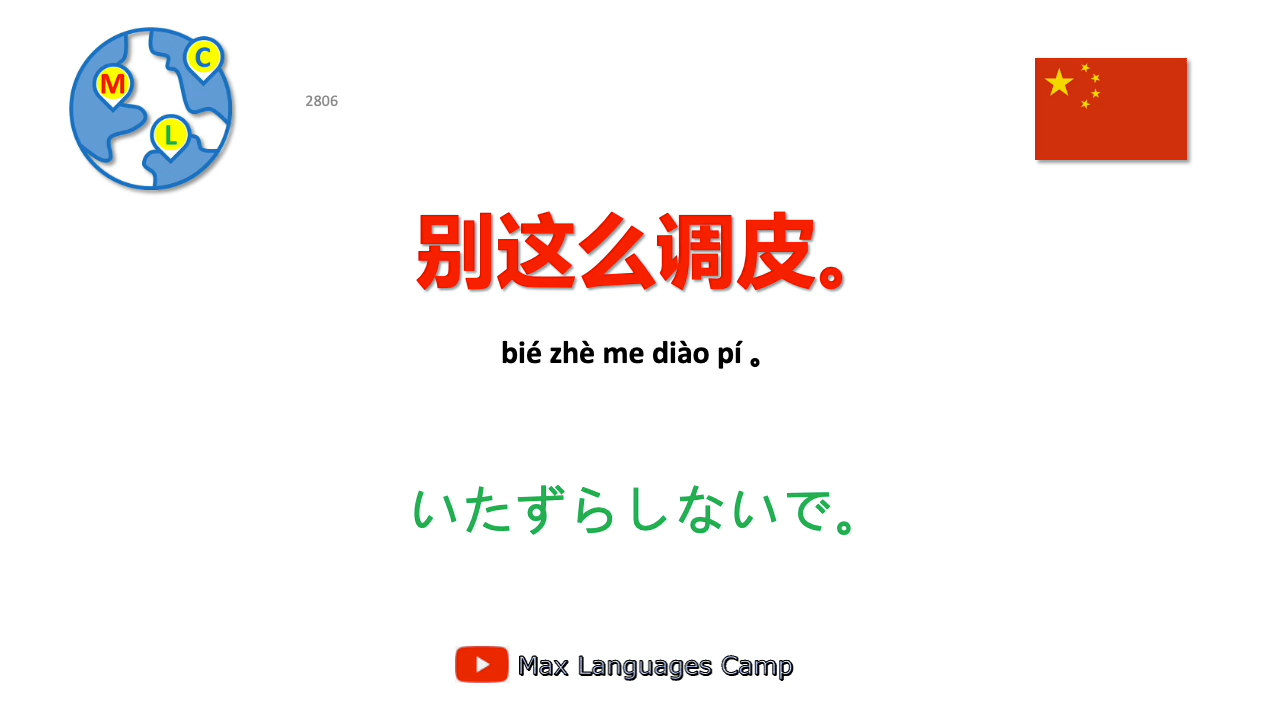 M
C
L
2806
别这么调皮。
bié zhè me diào pí 。
いたずらしないで。
Max Languages Camp